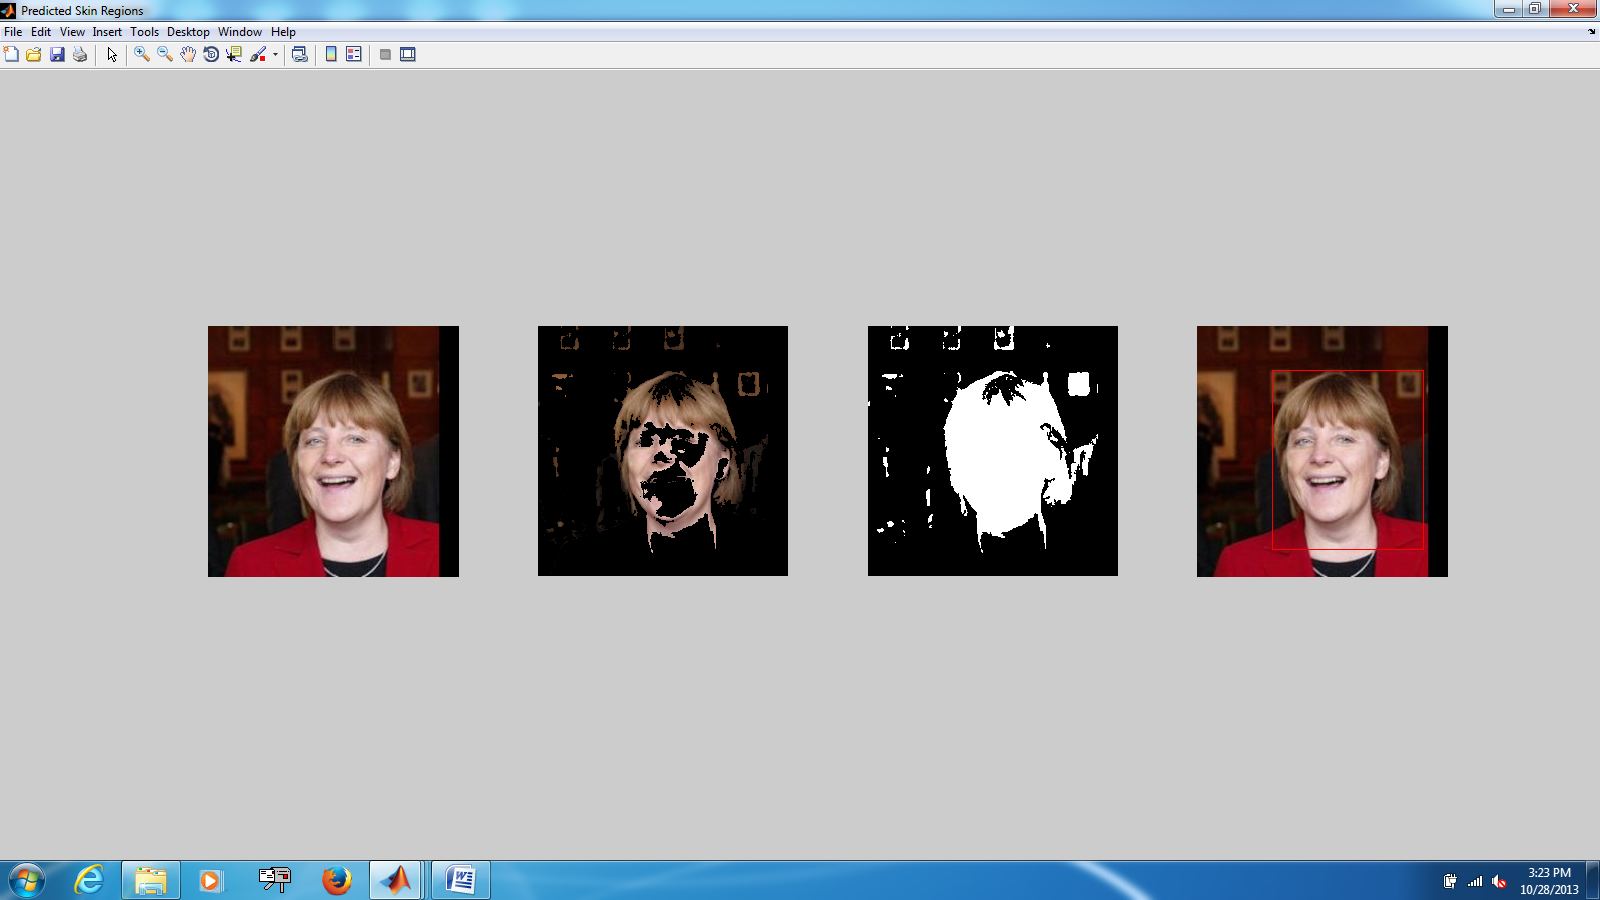 Predicted Skin Regions
File Edit View Insert Tools Desktop Window Help
3:23 PM
10/28/2013